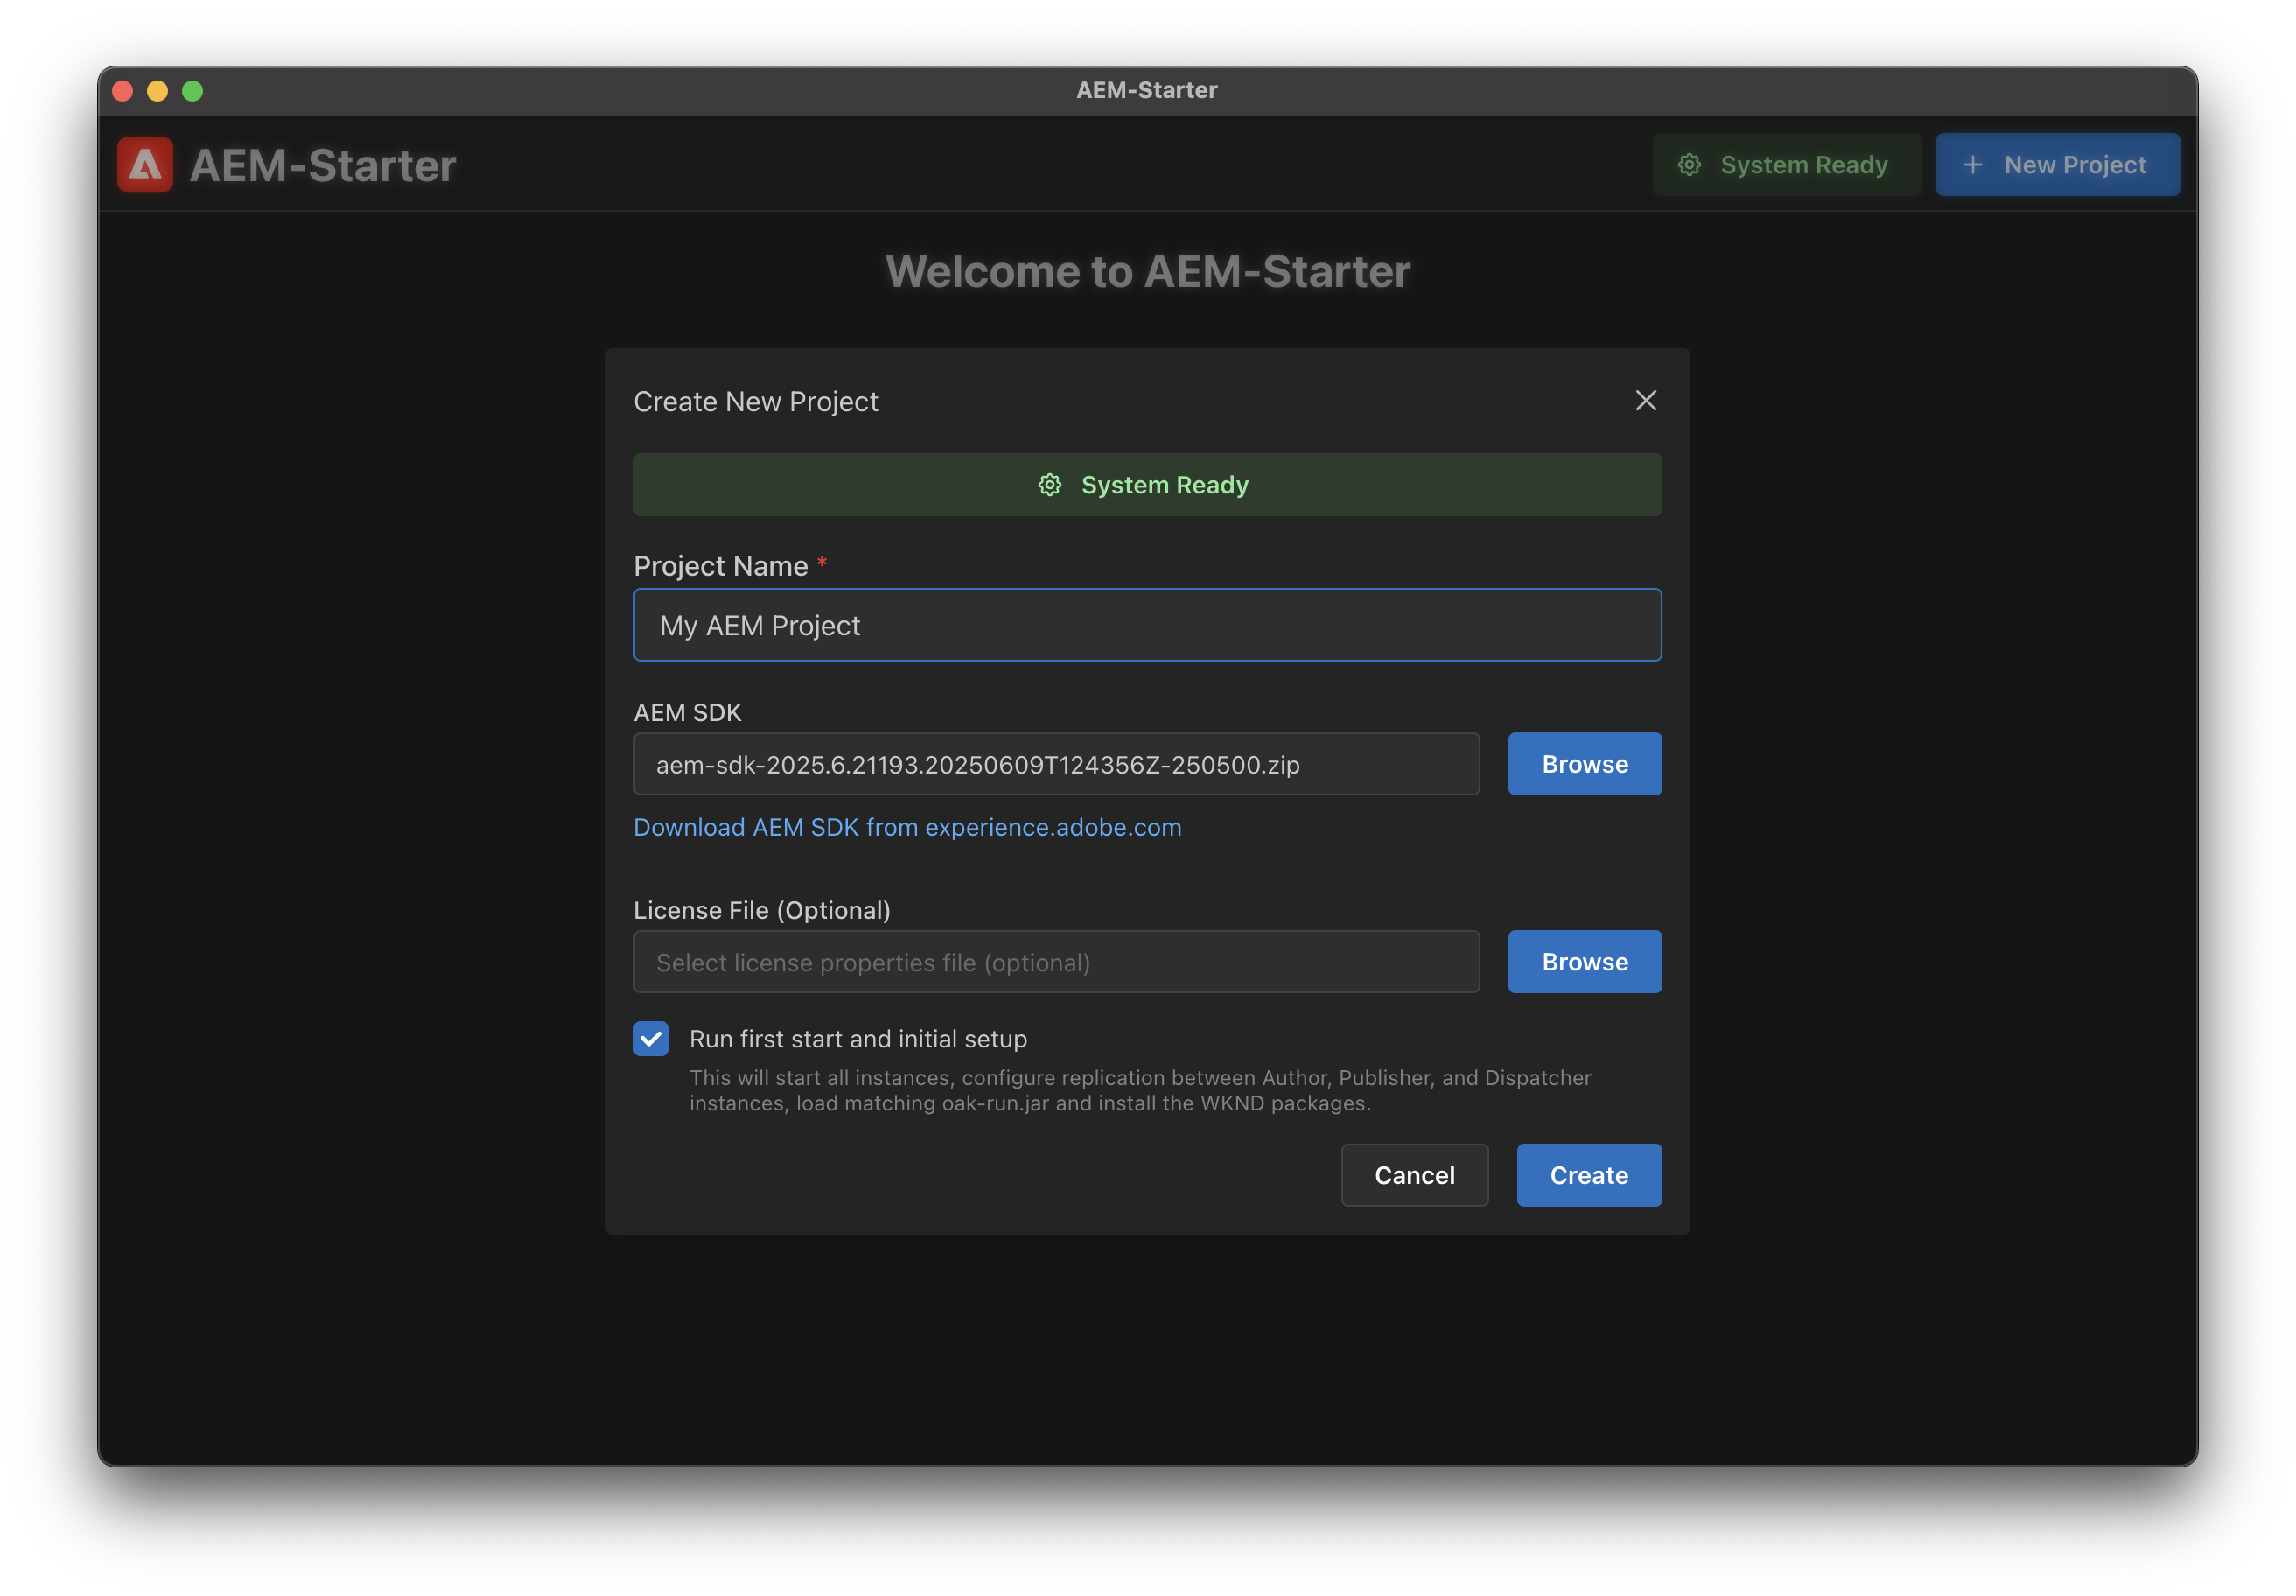 AEM-Starter
AEM-Starter
System Ready
+ New Project
Welcome to AEM-Starter
Create New Project
System Ready
Project Name *
My AEM Project
AEM SDK
aem-sdk-2025.6.21193.20250609T124356Z-250500.zip
Browse
Download AEM SDK from experience.adobe.com
License File (Optional)
Select license properties file (optional)
Browse
Run first start and initial setup
This will start all instances, configure replication between Author, Publisher, and Dispatcher
instances, load matching oak-run.jar and install the WKND packages.
Cancel
Create